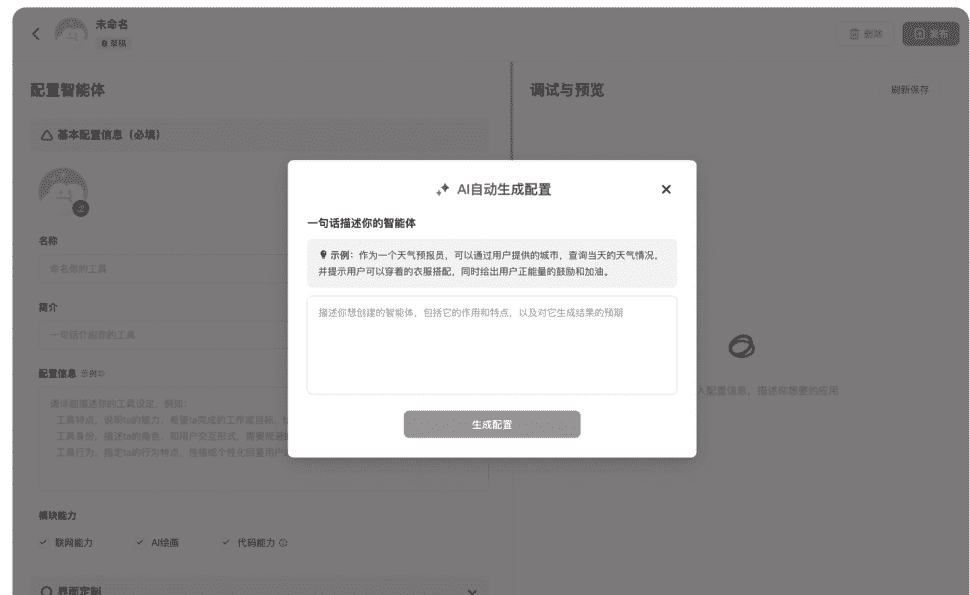 未命名
草稿
删除
发布
配置智能体
调试与预览
刷新保存
基本配置信息（必填）
名称
命名你的工具
简介
一句话介绍你的工具
配置信息 示例
请详细描述你的工具设定，例如：
工具特点，说明ta的能力，希望ta完成的工作或目标，
工具身份，描述ta的角色，和用户交互形式，需要
工具行为，指定ta的行为特点，性格或个性化回复用户
模块能力
联网能力
AI绘画
代码能力
界面定制
AI自动生成配置
一句话描述你的智能体
示例：作为一个天气预报员，可以通过用户提供的城市，查询当天的天气情况，
并提示用户可以穿着的衣服搭配，同时给出用户正能量的鼓励和加油。
描述你想创建的智能体，包括它的作用和特点，以及对它生成结果的预期
生成配置
入配置信息，描述你想要的应用